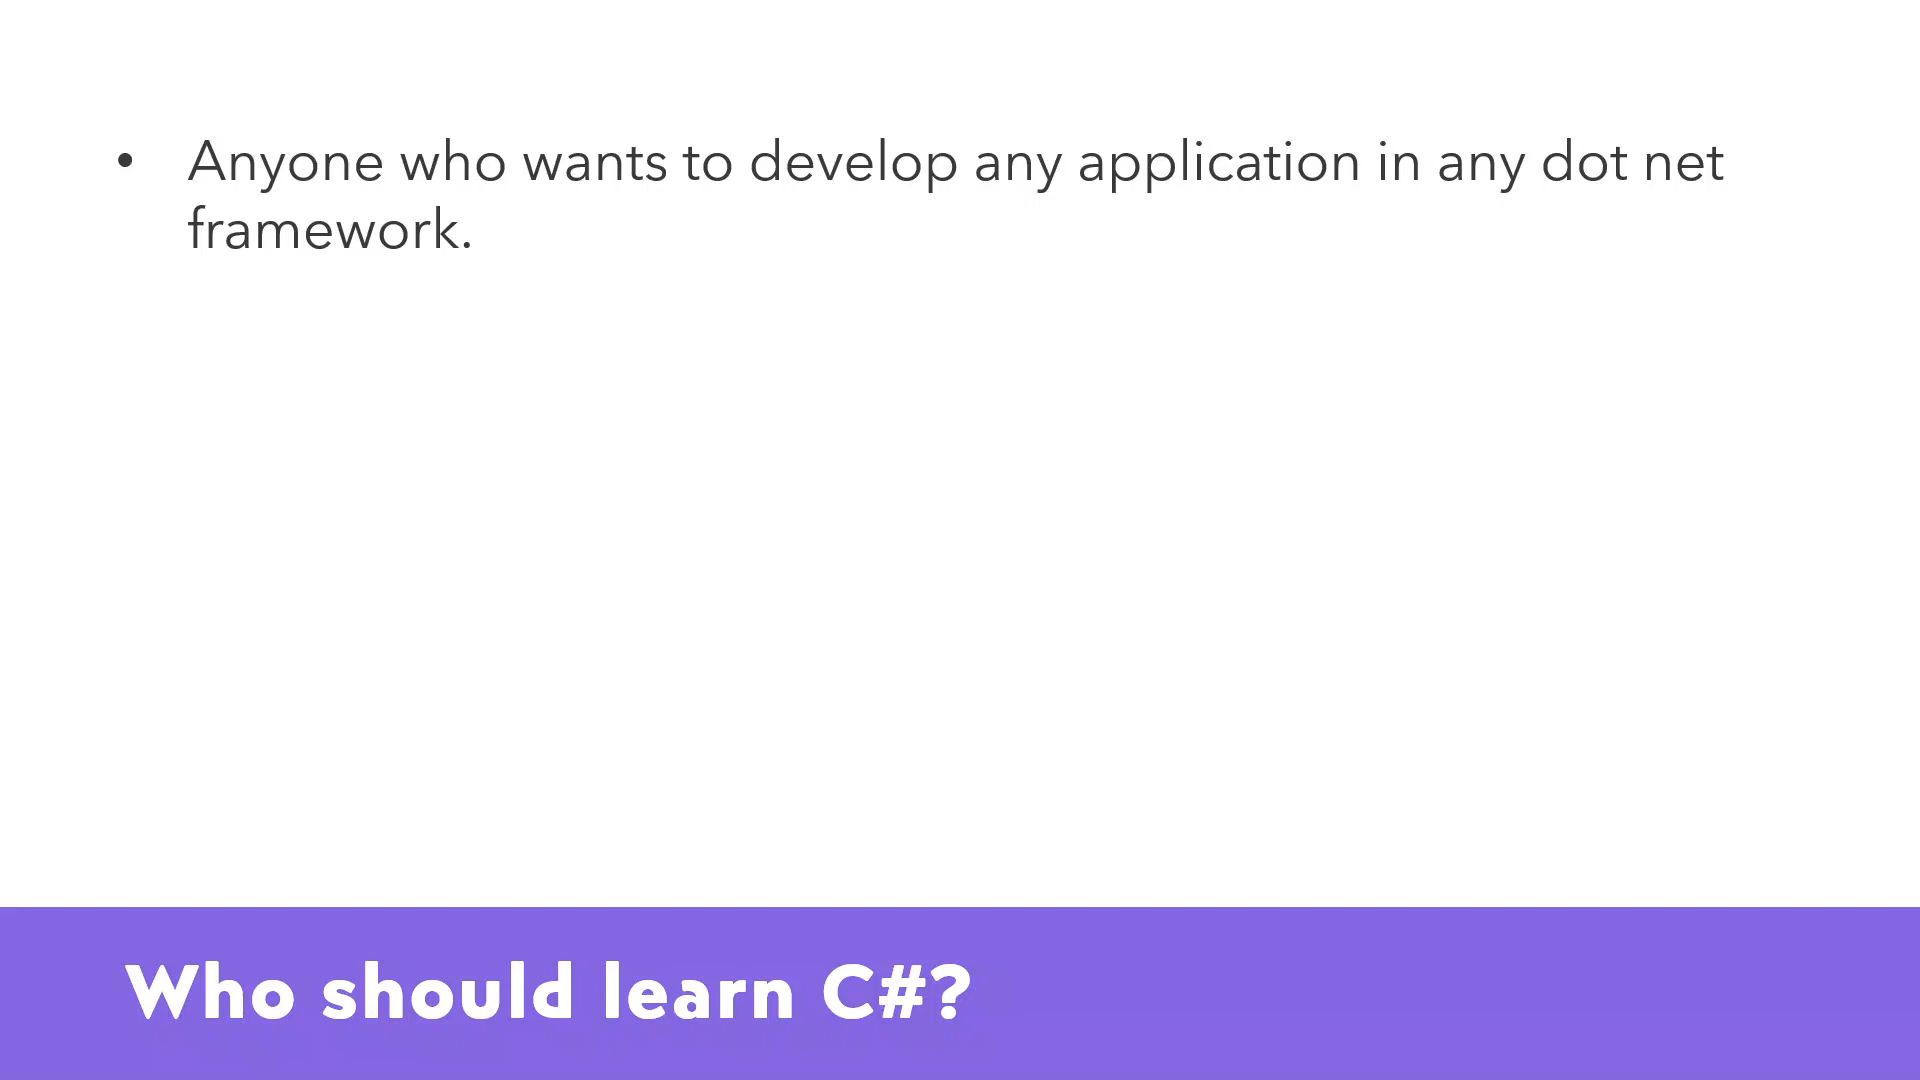 • Anyone who wants to develop any application in any dot net
framework.
Who should learn C#?